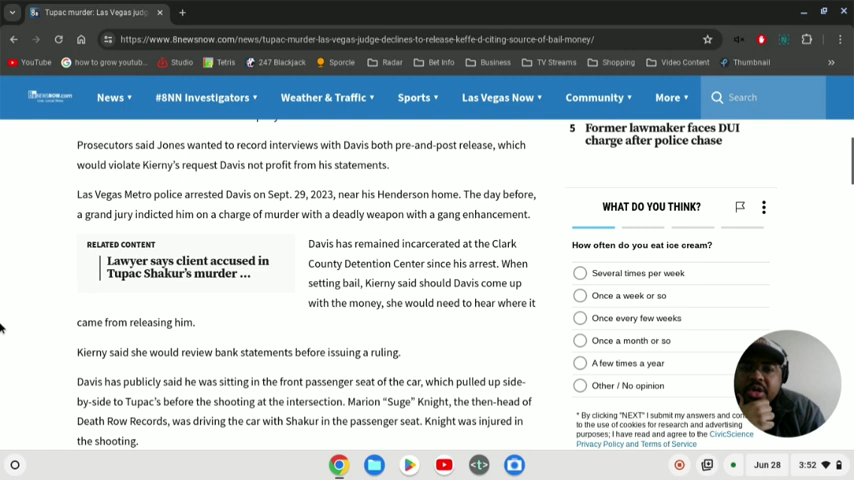 Tupac murder: Las Vegas judg
https://www.8newsnow.com/news/tupac-murder-las-vegas-judge-declines-to-release-keffe-d-citing-source-of-bail-money/
YouTube
how to grow youtub...
Studio
Tetris
247 Blackjack
Sporcle
Radar
Bet Info
Business
TV Streams
Shopping
Video Content
Thumbnail
8NEWSNOW.com
News
#8NN Investigators
Weather & Traffic
Sports
Las Vegas Now
Community
More
Search
Prosecutors said Jones wanted to record interviews with Davis both pre-and-post release, which
would violate Kierny's request Davis not profit from his statements.
Las Vegas Metro police arrested Davis on Sept. 29, 2023, near his Henderson home. The day before,
a grand jury indicted him on a charge of murder with a deadly weapon with a gang enhancement.
RELATED CONTENT
Lawyer says client accused in
Tupac Shakur's murder ...
Davis has remained incarcerated at the Clark
County Detention Center since his arrest. When
setting bail, Kierny said should Davis come up
with the money, she would need to hear where it
came from releasing him.
Kierny said she would review bank statements before issuing a ruling.
Davis has publicly said he was sitting in the front passenger seat of the car, which pulled up side-
by-side to Tupac's before the shooting at the intersection. Marion "Suge" Knight, the then-head of
Death Row Records, was driving the car with Shakur in the passenger seat. Knight was injured in
the shooting.
5 Former lawmaker faces DUI
charge after police chase
WHAT DO YOU THINK?
How often do you eat ice cream?
Several times per week
Once a week or so
Once every few weeks
Once a month or so
A few times a year
Other / No opinion
* By clicking "NEXT" I submit my answers and
to the use of cookies for research and advertising
purposes; I have read and agree to the CivicScience
Privacy Policy and Terms of Service
Jun 28
3:52